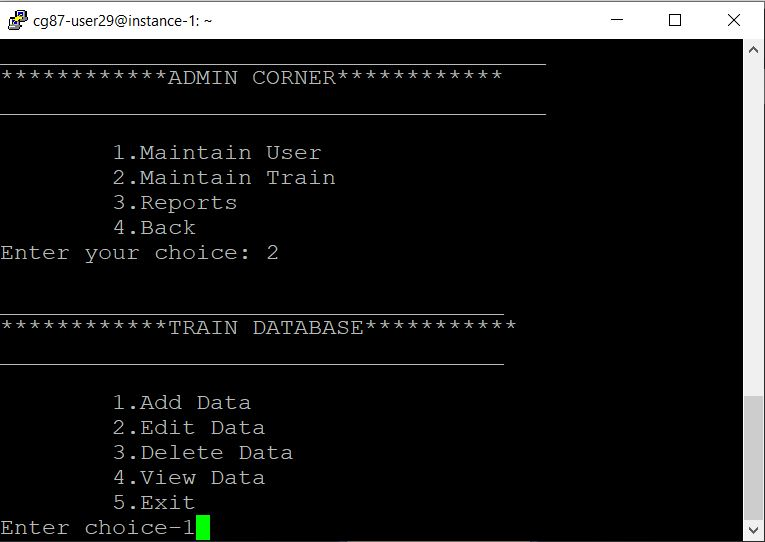 cg87-user29@instance-1: ~
************ADMIN CORNER************
1.Maintain User
2.Maintain Train
3.Reports
4.Back
Enter your choice: 2
************TRAIN DATABASE***********
1.Add Data
2.Edit Data
3.Delete Data
4.View Data
5.Exit
Enter choice-1